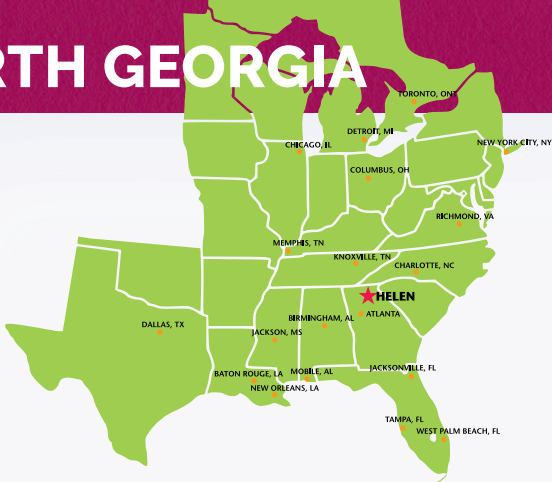 RTH GEORGIA
TORONTO, ONT
DETROIT, MI
NEW YORK CITY, NY
CHICAGO, IL
COLUMBUS, OH
RICHMOND, VA
MEMPHIS, TN
KNOXVILLE, TN
CHARLOTTE, NC
HELEN
ATLANTA
BIRMINGHAM, AL
DALLAS, TX
JACKSON, MS
JACKSONVILLE, FL
BATON ROUGE, LA
MOBILE, AL
NEW ORLEANS, LA
TAMPA, FL
WEST PALM BEACH, FL